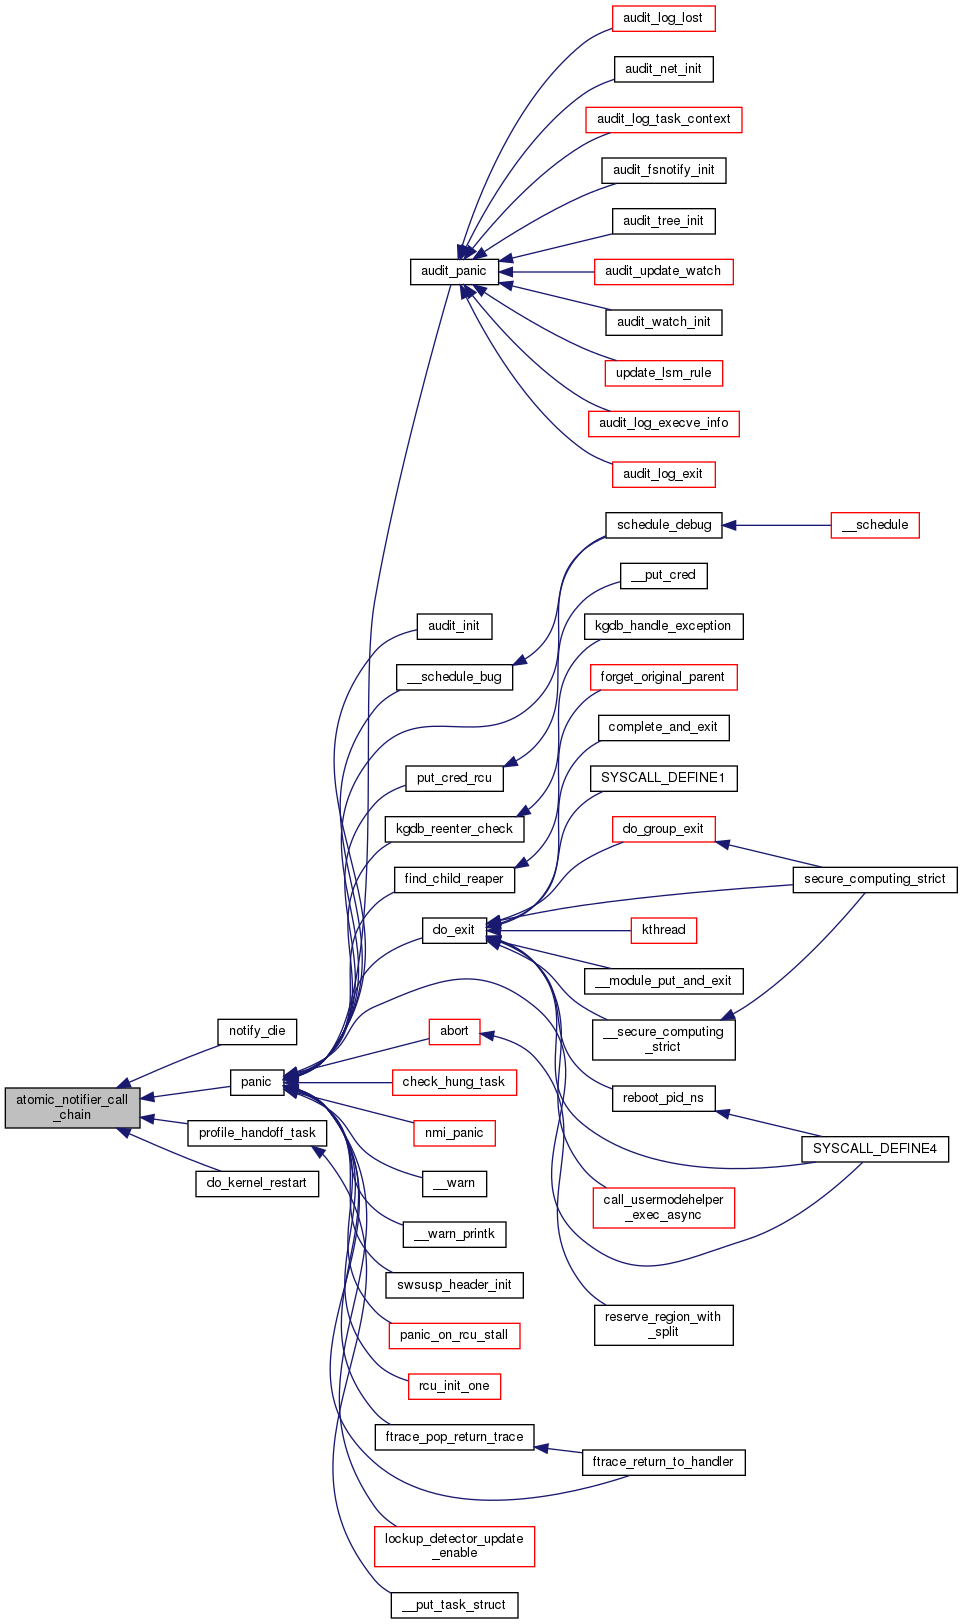 audit_log_lost
audit_net_init
audit_log_task_context
audit_fsnotify_init
audit_tree_init
audit_panic
audit_update_watch
audit_watch_init
update_lsm_rule
audit_log_execve_info
audit_log_exit
schedule_debug
__schedule
__put_cred
audit_init
kgdb_handle_exception
__schedule_bug
forget_original_parent
complete_and_exit
put_cred_rcu
SYSCALL_DEFINE1
kgdb_reenter_check
do_group_exit
find_child_reaper
secure_computing_strict
do_exit
kthread
__module_put_and_exit
notify_die
abort
__secure_computing
_strict
panic
check_hung_task
reboot_pid_ns
atomic_notifier_call
_chain
profile_handoff_task
nmi_panic
SYSCALL_DEFINE4
do_kernel_restart
__warn
call_usermodehelper
_exec_async
__warn_printk
swsusp_header_init
reserve_region_with
_split
panic_on_rcu_stall
rcu_init_one
ftrace_pop_return_trace
ftrace_return_to_handler
lockup_detector_update
_enable
__put_task_struct